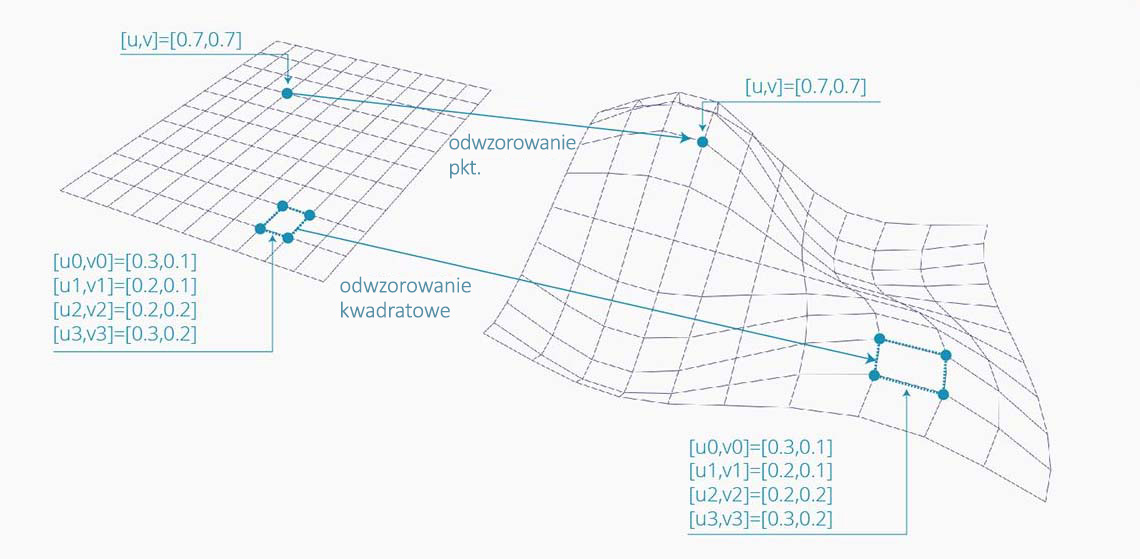 [u,v]=[0.7,0.7]
[u,v]=[0.7,0.7]
odwzorowanie
pkt.
[u0,v0]=[0.3,0.1]
[u1,v1]=[0.2,0.1]
[u2,v2]=[0.2,0.2]
[u3,v3]=[0.3,0.2]
odwzorowanie
kwadratowe
[u0,v0]=[0.3,0.1]
[u1,v1]=[0.2,0.1]
[u2,v2]=[0.2,0.2]
[u3,v3]=[0.3,0.2]